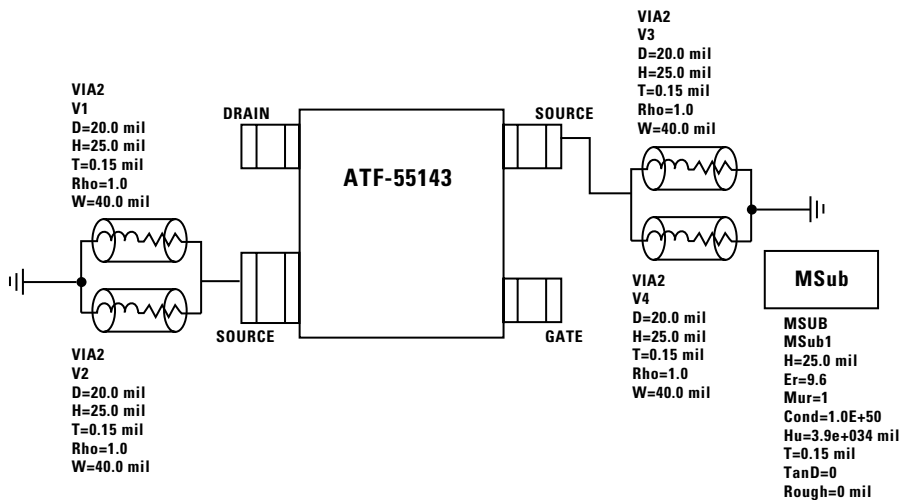 VIA2
V1
D=20.0 mil
H=25.0 mil
T=0.15 mil
Rho=1.0
W=40.0 mil
VIA2
V2
D=20.0 mil
H=25.0 mil
T=0.15 mil
Rho=1.0
W=40.0 mil
DRAIN
SOURCE
ATF-55143
SOURCE
GATE
VIA2
V3
D=20.0 mil
H=25.0 mil
T=0.15 mil
Rho=1.0
W=40.0 mil
VIA2
V4
D=20.0 mil
H=25.0 mil
T=0.15 mil
Rho=1.0
W=40.0 mil
MSub
MSUB
MSub1
H=25.0 mil
Er=9.6
Mur=1
Cond=1.0E+50
Hu=3.9e+034 mil
T=0.15 mil
TanD=0
Rough=0 mil